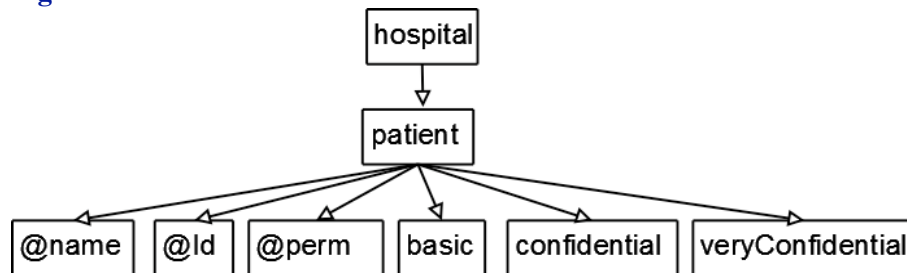 hospital
patient
@name @Id @perm basic confidential veryConfidential